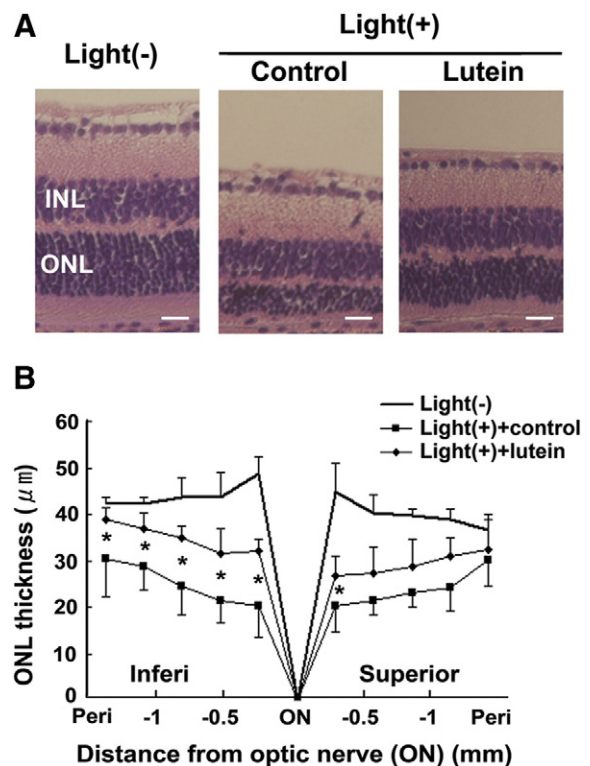 A
Light(-)
Light(+)
Control
Lutein
INL
ONL
B
Light(-)
Light(+)+control
Light(+)+lutein
ONL thickness (μm)
60
50
40
30
20
10
0
* * * * * *
Inferi
Superior
Peri -1 -0.5 ON -0.5 -1 Peri
Distance from optic nerve (ON) (mm)